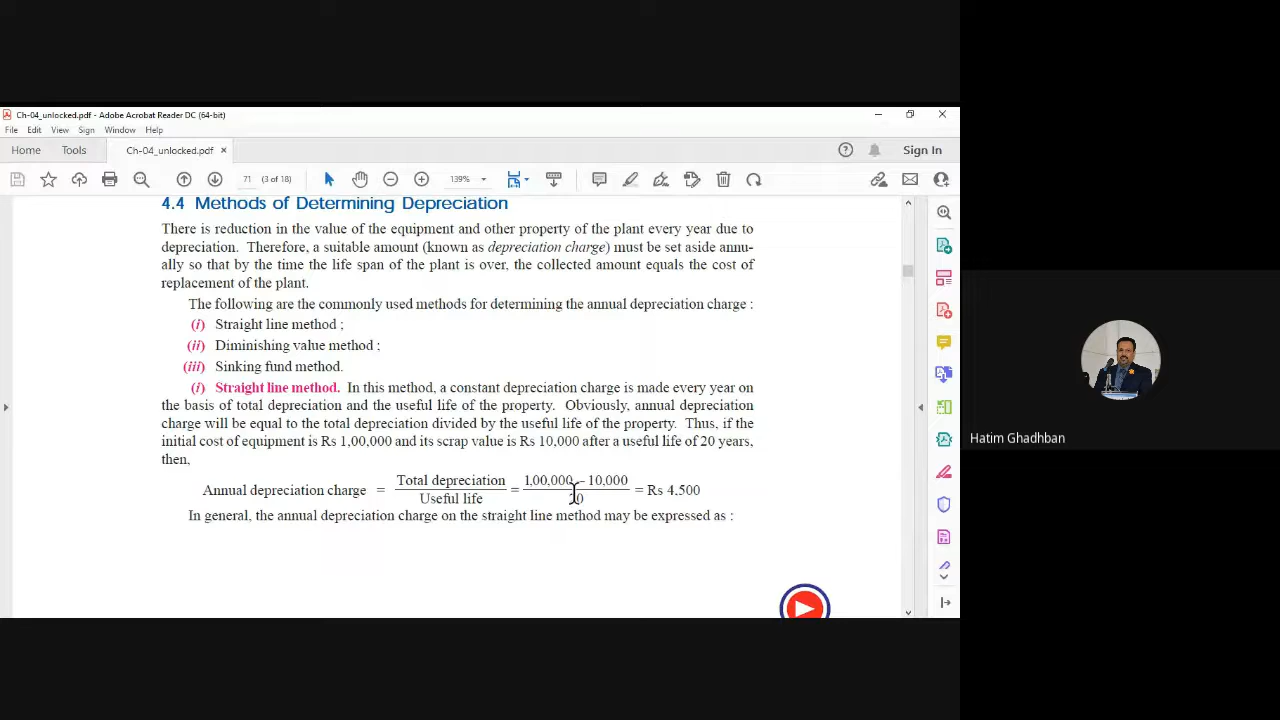 Ch-04_unlocked.pdf - Adobe Acrobat Reader DC (64-bit)
File Edit View Sign Window Help
Home Tools Ch-04_unlocked.pdf × Sign In
71 (3 of 18) 139%
4.4 Methods of Determining Depreciation
There is reduction in the value of the equipment and other property of the plant every year due to
depreciation. Therefore, a suitable amount (known as depreciation charge) must be set aside annu-
ally so that by the time the life span of the plant is over, the collected amount equals the cost of
replacement of the plant.
The following are the commonly used methods for determining the annual depreciation charge :
(i) Straight line method ;
(ii) Diminishing value method ;
(iii) Sinking fund method.
(i) Straight line method. In this method, a constant depreciation charge is made every year on
the basis of total depreciation and the useful life of the property. Obviously, annual depreciation
charge will be equal to the total depreciation divided by the useful life of the property. Thus, if the
initial cost of equipment is Rs 1,00,000 and its scrap value is Rs 10,000 after a useful life of 20 years,
then,
Total depreciation 1,00,000 – 10,000
Annual depreciation charge = = = Rs 4,500
Useful life 20
In general, the annual depreciation charge on the straight line method may be expressed as :
Hatim Ghadhban